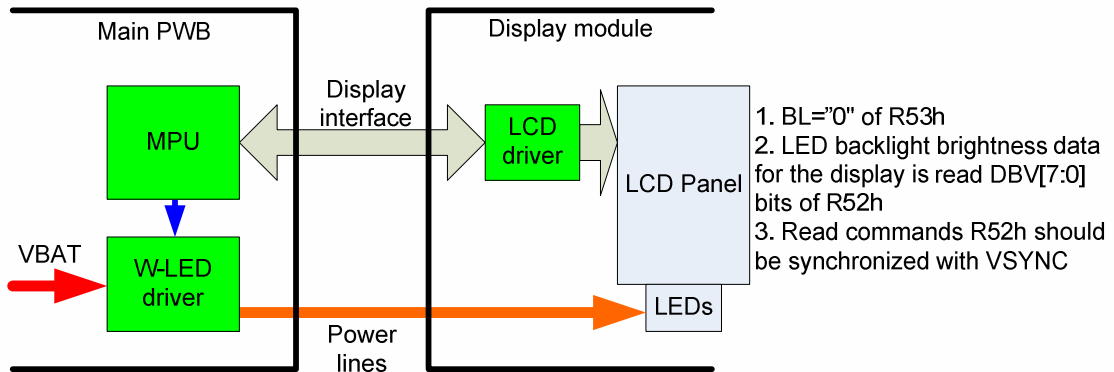 Main PWB
Display module
Display
interface
MPU
LCD
driver
LCD Panel
VBAT
W-LED
driver
LEDs
Power
lines
1. BL=”0" of R53h
2. LED backlight brightness data
for the display is read DBV[7:0]
bits of R52h
3. Read commands R52h should
be synchronized with VSYNC